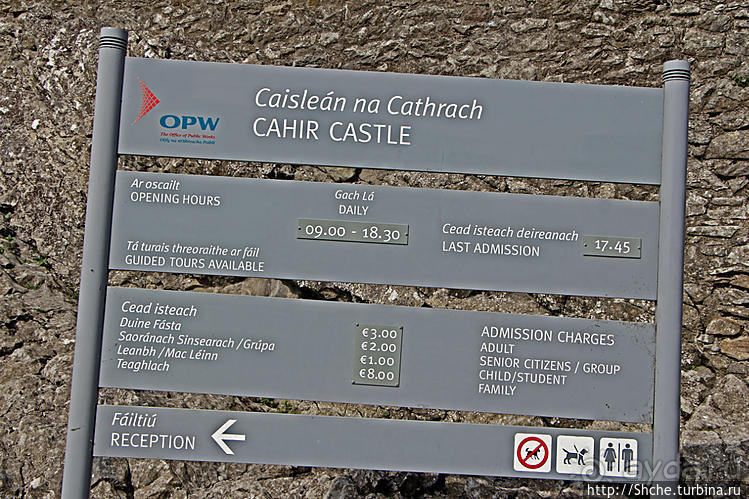 Caisleán na Cathrach
CAHIR CASTLE
OPW
The Office of Public Works
Oifig na nOibreacha Poiblí
Ar oscailt
OPENING HOURS
Gach Lá
DAILY
09.00 - 18.30
Cead isteach deireanach
LAST ADMISSION
17.45
Tá turais threoraithe ar fáil
GUIDED TOURS AVAILABLE
Cead isteach
Duine Fásta
Saoránach Sinsearach /Grúpa
Leanbh /Mac Léinn
Teaghlach
€3.00
€2.00
€1.00
€8.00
ADMISSION CHARGES
ADULT
SENIOR CITIZENS / GROUP
CHILD/STUDENT
FAMILY
Fáiltiú
RECEPTION
© http://Shche.turbina.ru/